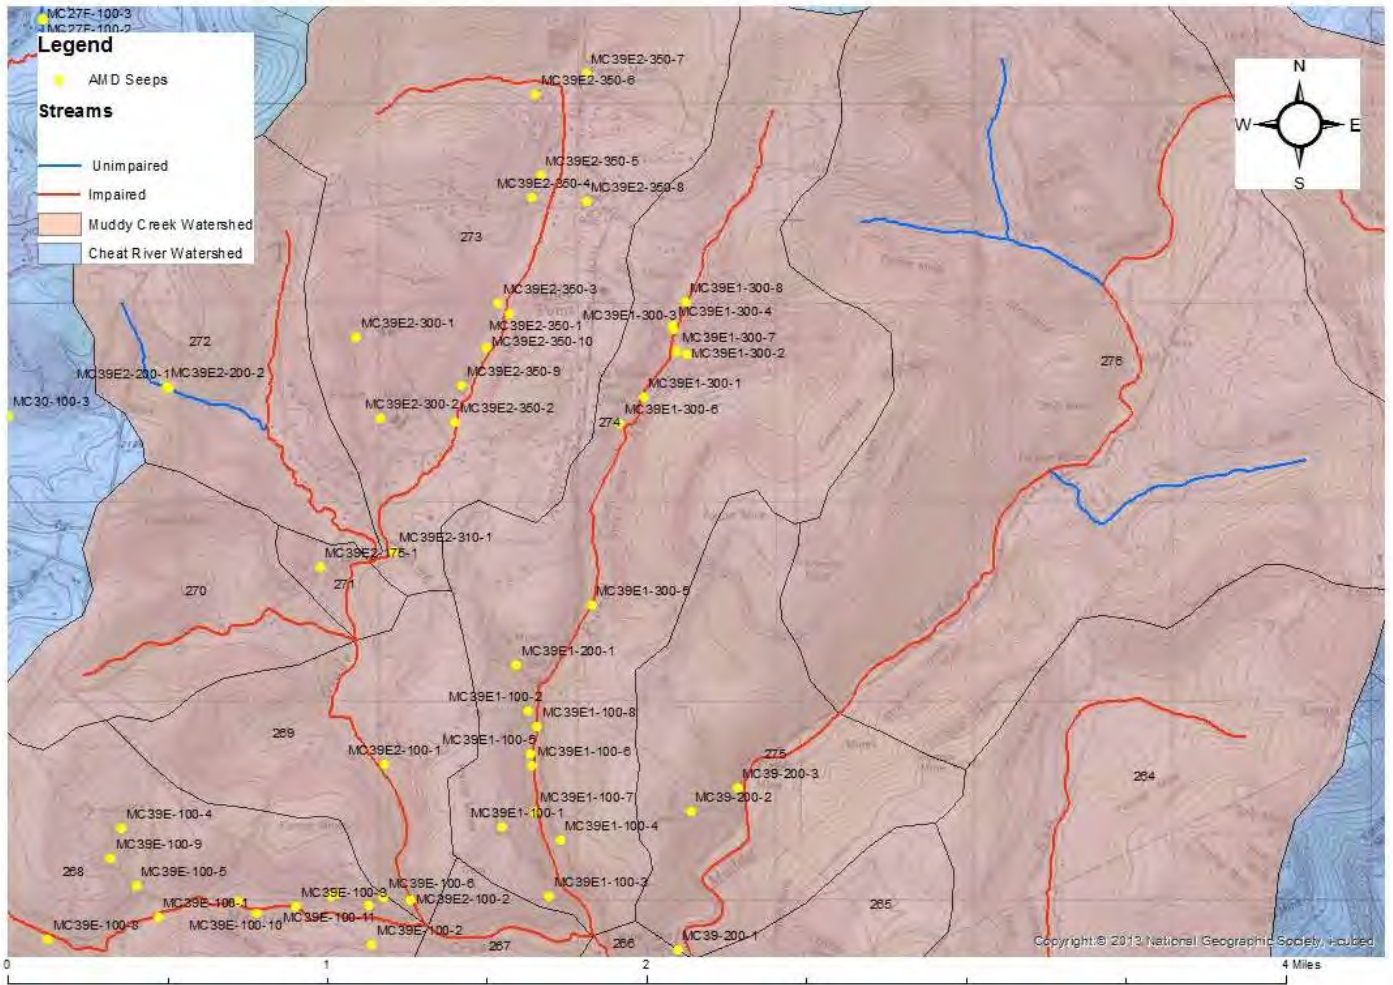 MC27F-100-3
MC27F-100-2
Legend
AMD Seeps
Streams
Unimpaired
Impaired
Muddy Creek Watershed
Cheat River Watershed
N
W E
S
MC39E2-350-7
MC39E2-350-6
MC39E2-350-5
MC39E2-350-4
MC39E2-350-8
273
MC39E2-350-3
MC39E1-300-8
MC39E1-300-3
MC39E1-300-4
MC39E2-300-1
MC39E2-350-1
MC39E1-300-7
272
MC39E2-350-10
MC39E1-300-2
276
MC39E2-200-1
MC39E2-200-2
MC39E2-350-9
MC39E1-300-1
MC30-100-3
MC39E2-300-2
MC39E2-350-2
MC39E1-300-6
274
MC39E2-310-1
MC39E2-175-1
271
270
MC39E1-300-5
MC39E1-200-1
MC39E1-100-2
MC39E1-100-8
269
MC39E2-100-1
MC39E1-100-5
MC39E1-100-6
275
MC39-200-3
264
MC39-200-2
MC39E1-100-7
MC39E-100-4
MC39E1-100-1
MC39E1-100-4
MC39E-100-9
268
MC39E-100-5
MC39E-100-6
MC39E1-100-3
MC39E2-100-2
265
MC39E-100-8
MC39E-100-10
MC39E-100-11
MC39E-100-2
267
266
MC39-200-1
Copyright:© 2013 National Geographic Society, i-cubed
0 1 2 4 Miles